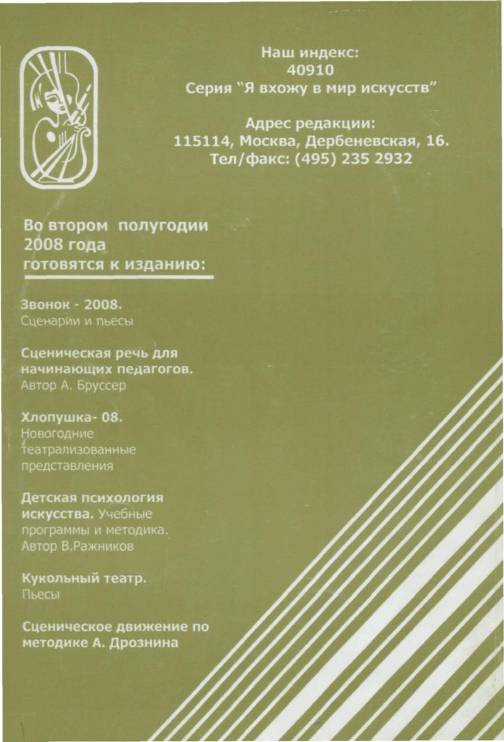 Наш индекс:
40910
Серия "Я вхожу в мир искусств"
Адрес редакции:
115114, Москва, Дербеневская, 16.
Тел/факс: (495) 235 2932
Во втором полугодии
2008 года
готовятся к изданию:
Звонок - 2008.
Сценарии и пьесы
Сценическая речь для
начинающих педагогов.
Автор А. Бруссер
Хлопушка- 08.
Новогодние
театрализованные
представления
Детская психология
искусства. Учебные
программы и методика.
Автор В.Ражников
Кукольный театр.
Пьесы
Сценическое движение по
методике А. Дрознина